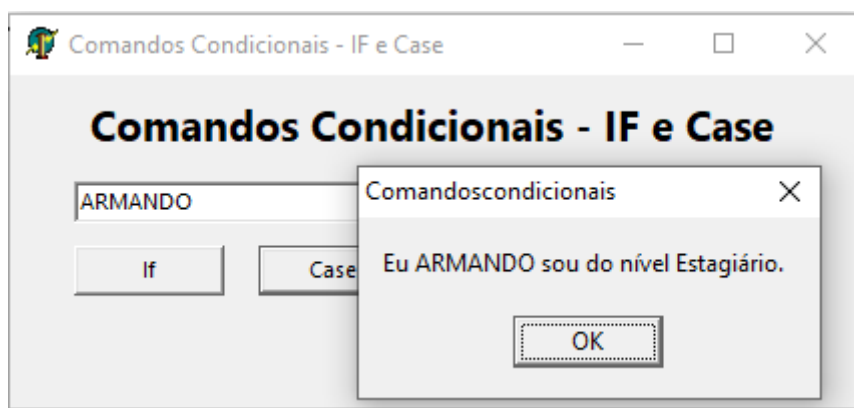 Comandos Condicionais - IF e Case
Comandos Condicionais - IF e Case
ARMANDO
If
Case
Comandoscondicionais
Eu ARMANDO sou do nível Estagiário.
OK